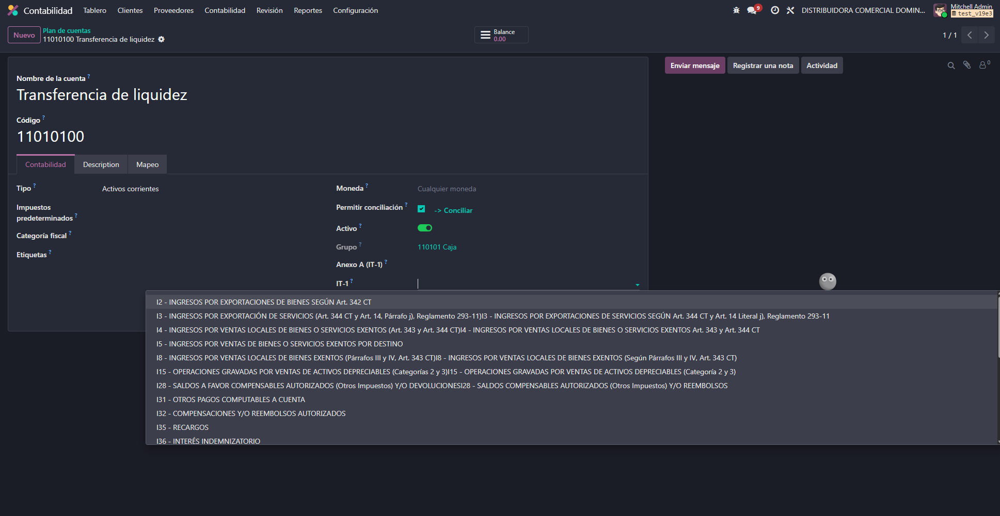 Contabilidad Tablero Clientes Proveedores Contabilidad Revisión Reportes Configuración 9 DISTRIBUIDORA COMERCIAL DOMIN... Mitchell Admin
test_v19e3
Nuevo Plan de cuentas
11010100 Transferencia de liquidez
Balance
0.00
1 / 1
Enviar mensaje Registrar una nota Actividad 0
Nombre de la cuenta ?
Transferencia de liquidez
Código ?
11010100
Contabilidad Description Mapeo
Tipo ? Activos corrientes
Impuestos
predeterminados ?
Categoría fiscal ?
Etiquetas ?
Moneda ? Cualquier moneda
Permitir conciliación ? -> Conciliar
Activo ?
Grupo ? 110101 Caja
Anexo A (IT-1) ?
IT-1 ?
I2 - INGRESOS POR EXPORTACIONES DE BIENES SEGÚN Art. 342 CT
I3 - INGRESOS POR EXPORTACIÓN DE SERVICIOS (Art. 344 CT y Art. 14, Párrafo j), Reglamento 293-11)I3 - INGRESOS POR EXPORTACIONES DE SERVICIOS SEGÚN Art. 344 CT y Art. 14 Literal j), Reglamento 293-11
I4 - INGRESOS POR VENTAS LOCALES DE BIENES O SERVICIOS EXENTOS (Art. 343 y Art. 344 CT)I4 - INGRESOS POR VENTAS LOCALES DE BIENES O SERVICIOS EXENTOS Art. 343 y Art. 344 CT
I5 - INGRESOS POR VENTAS DE BIENES O SERVICIOS EXENTOS POR DESTINO
I8 - INGRESOS POR VENTAS LOCALES DE BIENES EXENTOS (Párrafos III y IV, Art. 343 CT)I8 - INGRESOS POR VENTAS LOCALES DE BIENES EXENTOS (Según Párrafos III y IV, Art. 343 CT)
I15 - OPERACIONES GRAVADAS POR VENTAS DE ACTIVOS DEPRECIABLES (Categorías 2 y 3)I15 - OPERACIONES GRAVADAS POR VENTAS DE ACTIVOS DEPRECIABLES (Categoría 2 y 3)
I28 - SALDOS A FAVOR COMPENSABLES AUTORIZADOS (Otros Impuestos) Y/O DEVOLUCIONESI28 - SALDOS COMPENSABLES AUTORIZADOS (Otros Impuestos) Y/O REEMBOLSOS
I31 - OTROS PAGOS COMPUTABLES A CUENTA
I32 - COMPENSACIONES Y/O REEMBOLSOS AUTORIZADOS
I35 - RECARGOS
I36 - INTERÉS INDEMNIZATORIO